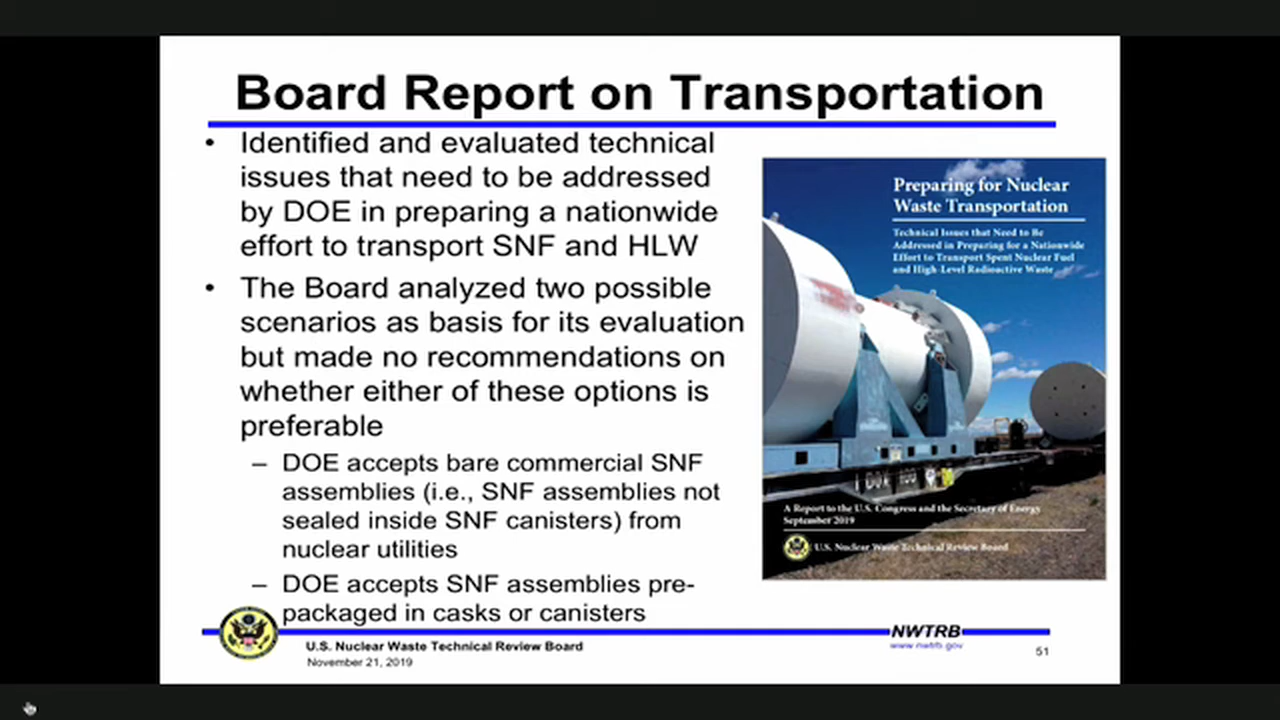 Board Report on Transportation
• Identified and evaluated technical
issues that need to be addressed
by DOE in preparing a nationwide
effort to transport SNF and HLW
• The Board analyzed two possible
scenarios as basis for its evaluation
but made no recommendations on
whether either of these options is
preferable
– DOE accepts bare commercial SNF
assemblies (i.e., SNF assemblies not
sealed inside SNF canisters) from
nuclear utilities
– DOE accepts SNF assemblies pre-
packaged in casks or canisters
Preparing for Nuclear
Waste Transportation
Technical Issues that Need to Be
Addressed in Preparing for a Nationwide
Effort to Transport Spent Nuclear Fuel
and High-Level Radioactive Waste
A Report to the U.S. Congress and the Secretary of Energy
September 2019
U.S. Nuclear Waste Technical Review Board
U.S. Nuclear Waste Technical Review Board
November 21, 2019
NWTRB
www.nwtrb.gov
51